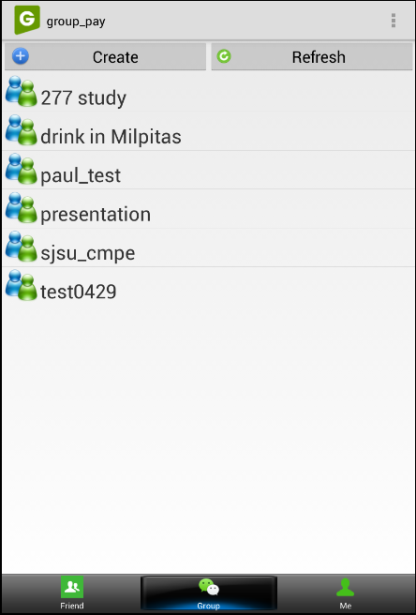 G group_pay
Create Refresh
277 study
drink in Milpitas
paul_test
presentation
sjsu_cmpe
test0429
Friend Group Me